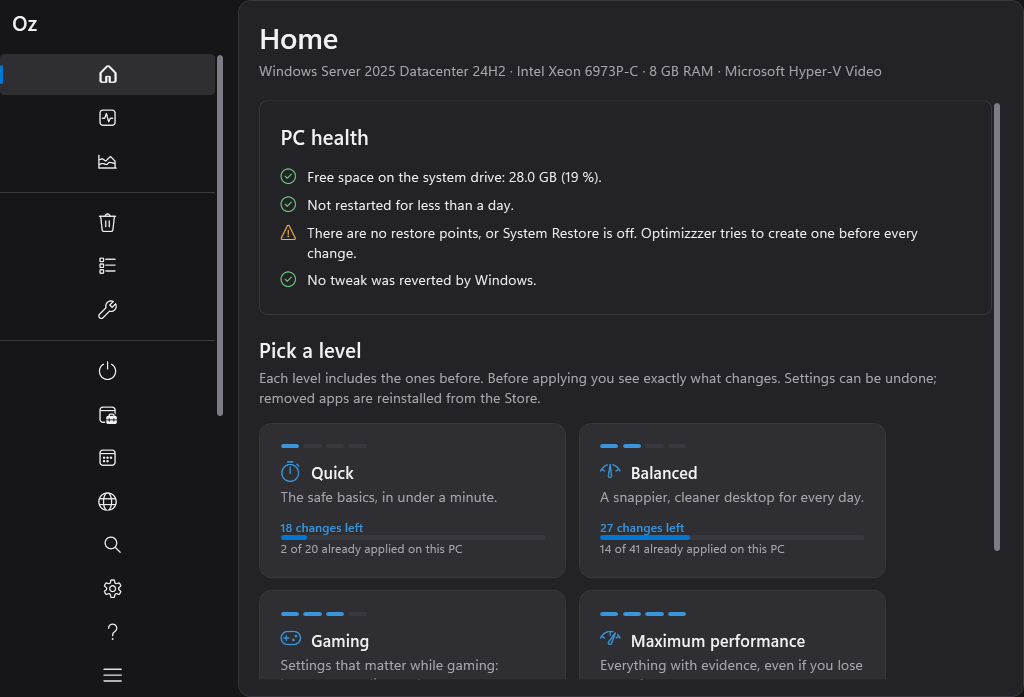 Oz
Home
Windows Server 2025 Datacenter 24H2 · Intel Xeon 6973P-C · 8 GB RAM · Microsoft Hyper-V Video
PC health
Free space on the system drive: 28.0 GB (19 %).
Not restarted for less than a day.
There are no restore points, or System Restore is off. Optimizzzer tries to create one before every
change.
No tweak was reverted by Windows.
Pick a level
Each level includes the ones before. Before applying you see exactly what changes. Settings can be undone;
removed apps are reinstalled from the Store.
Quick
The safe basics, in under a minute.
18 changes left
2 of 20 already applied on this PC
Balanced
A snappier, cleaner desktop for every day.
27 changes left
14 of 41 already applied on this PC
Gaming
Settings that matter while gaming:
Maximum performance
Everything with evidence, even if you lose